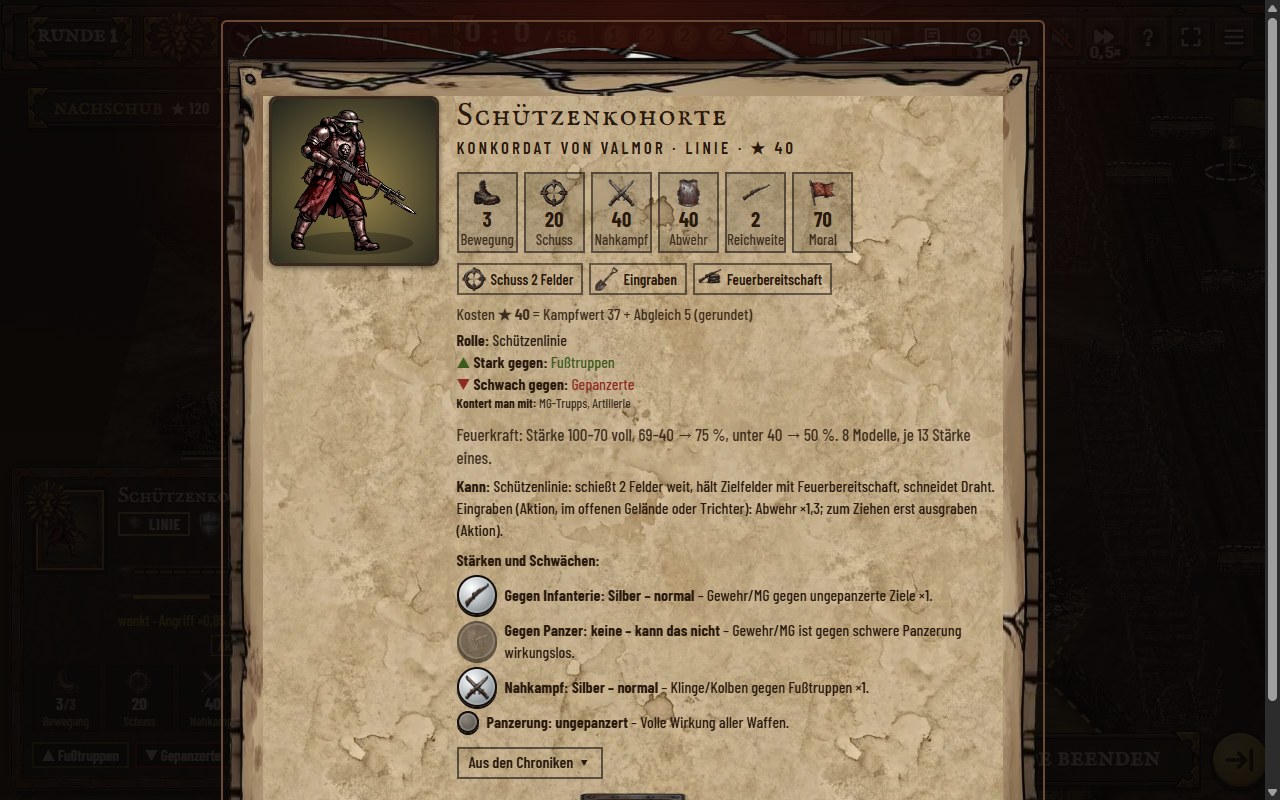 RUNDE 1
0 : 0 / 56
0,5×
?
NACHSCHUB ★ 120
SCHÜTZENKOHORTE
KONKORDAT VON VALMOR · LINIE · ★ 40
3 20 40 40 2 70
Bewegung Schuss Nahkampf Abwehr Reichweite Moral
Schuss 2 Felder Eingraben Feuerbereitschaft
Kosten ★ 40 = Kampfwert 37 + Abgleich 5 (gerundet)
Rolle: Schützenlinie
▲ Stark gegen: Fußtruppen
▼ Schwach gegen: Gepanzerte
Kontert man mit: MG-Trupps, Artillerie
Feuerkraft: Stärke 100–70 voll, 69–40 → 75 %, unter 40 → 50 %. 8 Modelle, je 13 Stärke
eines.
Kann: Schützenlinie: schießt 2 Felder weit, hält Zielfelder mit Feuerbereitschaft, schneidet Draht.
Eingraben (Aktion, im offenen Gelände oder Trichter): Abwehr ×1,3; zum Ziehen erst ausgraben
(Aktion).
Stärken und Schwächen:
Gegen Infanterie: Silber – normal – Gewehr/MG gegen ungepanzerte Ziele ×1.
Gegen Panzer: keine – kann das nicht – Gewehr/MG ist gegen schwere Panzerung
wirkungslos.
Nahkampf: Silber – normal – Klinge/Kolben gegen Fußtruppen ×1.
Panzerung: ungepanzert – Volle Wirkung aller Waffen.
Aus den Chroniken ▼
LINIE
3/3 20 40
Bewegung Schuss
▲ Fußtruppen ▼ Gepanzerte
BEENDEN